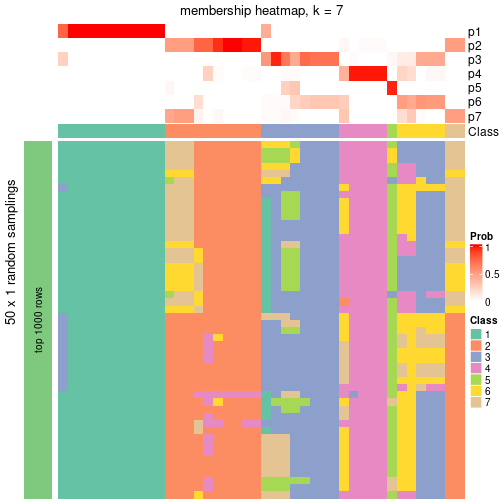 membership heatmap, k = 7
p1
p2
p3
p4
p5
p6
p7
Class
50 x 1 random samplings
top 1000 rows
Prob
1
0.5
0
Class
1
2
3
4
5
6
7